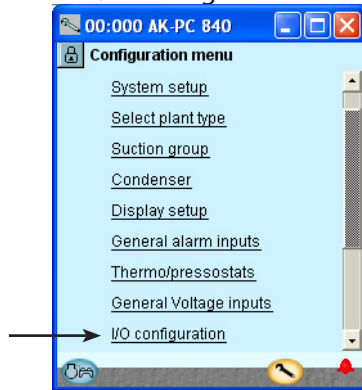 00:000 AK-PC 840
Configuration menu
System setup
Select plant type
Suction group
Condenser
Display setup
General alarm inputs
Thermo/pressostats
General Voltage inputs
I/O configuration